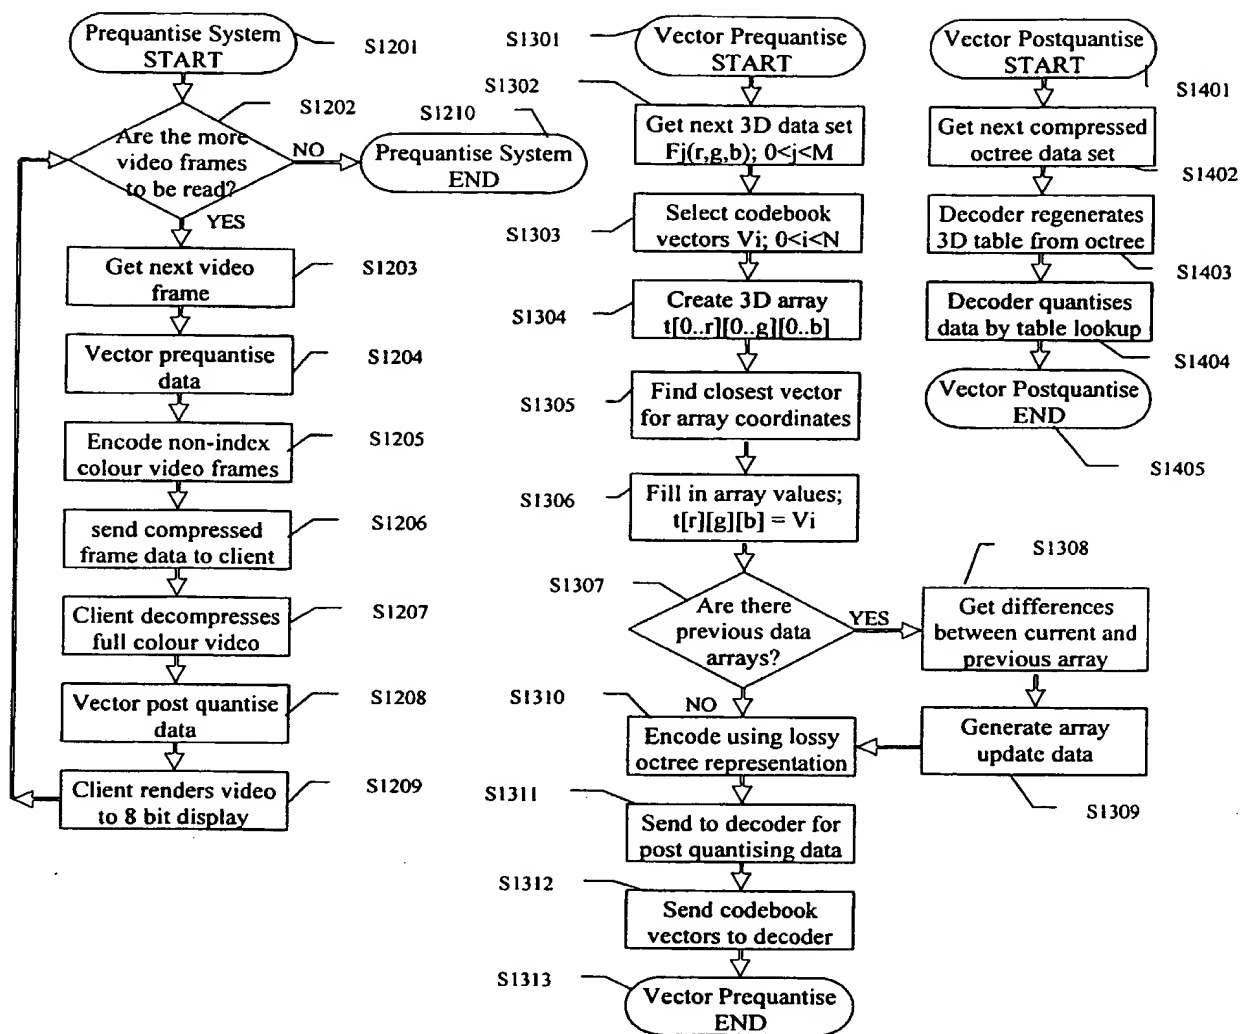 Prequantise System
START
S1201
S1202
Are the more
video frames
to be read?
NO
YES
S1210
Prequantise System
END
Get next video
frame
S1203
Vector prequantise
data
S1204
Encode non-index
colour video frames
S1205
send compressed
frame data to client
S1206
Client decompresses
full colour video
S1207
Vector post quantise
data
S1208
Client renders video
to 8 bit display
S1209
S1301
Vector Prequantise
START
S1302
Get next 3D data set
Fj(r,g,b); 0<j<M
S1303
Select codebook
vectors Vi; 0<i<N
S1304
Create 3D array
t[0..r][0..g][0..b]
S1305
Find closest vector
for array coordinates
S1306
Fill in array values;
t[r][g][b] = Vi
S1307
Are there
previous data
arrays?
YES
NO
S1308
Get differences
between current and
previous array
Generate array
update data
S1309
S1310
Encode using lossy
octree representation
S1311
Send to decoder for
post quantising data
S1312
Send codebook
vectors to decoder
S1313
Vector Prequantise
END
Vector Postquantise
START
S1401
Get next compressed
octree data set
S1402
Decoder regenerates
3D table from octree
S1403
Decoder quantises
data by table lookup
S1404
Vector Postquantise
END
S1405